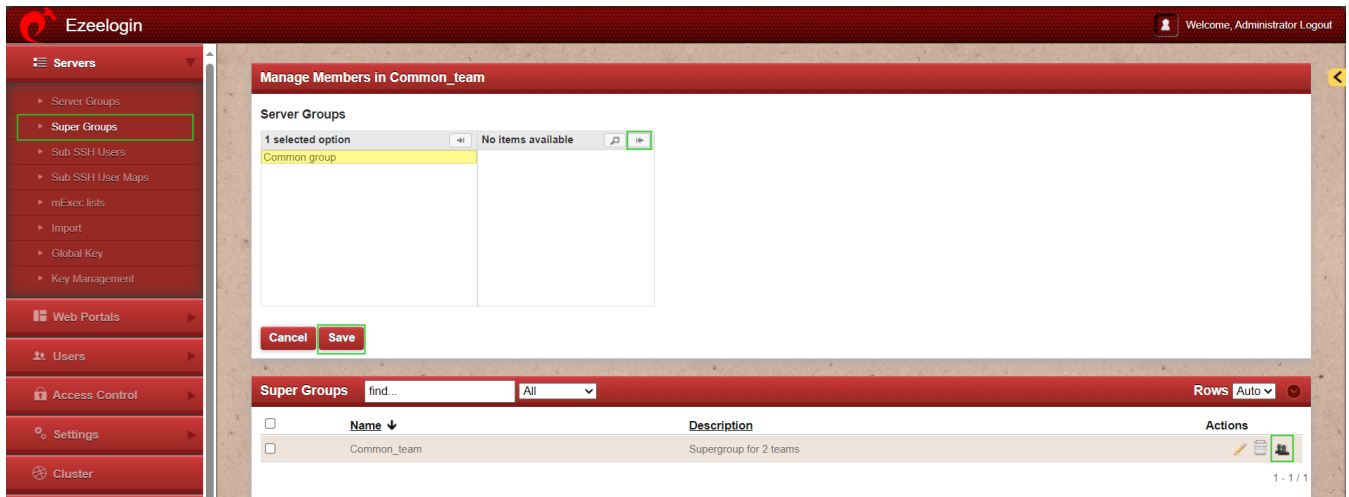 Ezeelogin
Welcome, Administrator Logout
Servers
Server Groups
Super Groups
Sub SSH Users
Sub SSH User Maps
mExec lists
Import
Global Key
Key Management
Web Portals
Users
Access Control
Settings
Cluster
Manage Members in Common_team
Server Groups
1 selected option No items available
Common group
Cancel Save
Super Groups find... All Rows Auto
Name Description Actions
Common_team Supergroup for 2 teams
1 - 1 / 1